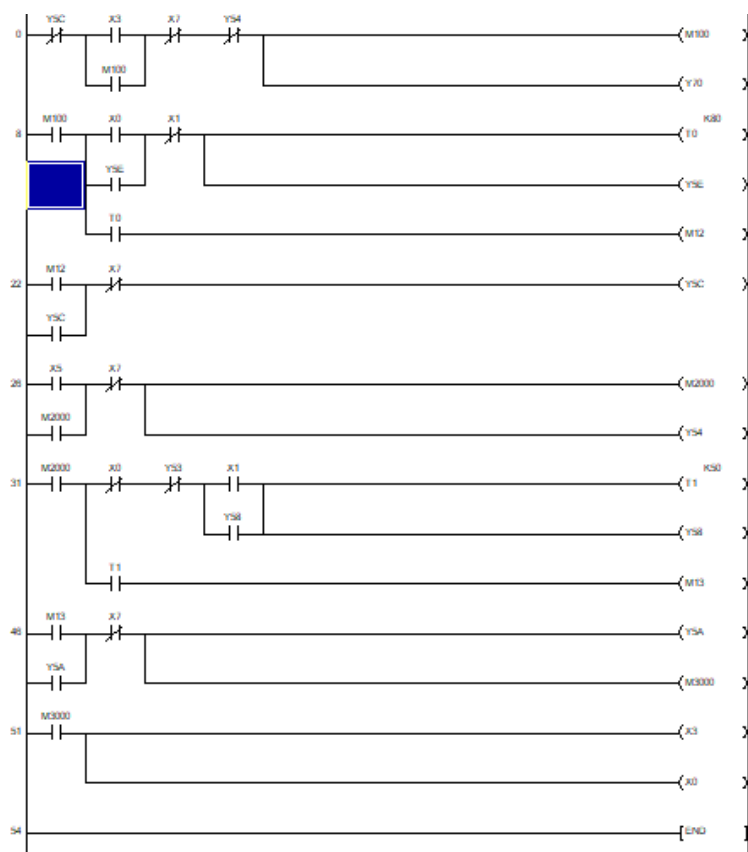 Y5C X3 X7 Y54
0 M100
M100
Y70
M100 X0 X1 K80
8 T0
Y5E
Y5E
T0
M12
M12 X7
22 Y5C
Y5C
X5 X7
26 M2000
M2000
Y54
M2000 X0 Y53 X1 K50
31 T1
Y58
Y58
T1
M13
M13 X7
46 Y5A
Y5A
M3000
M3000
51 X3
X0
54 END